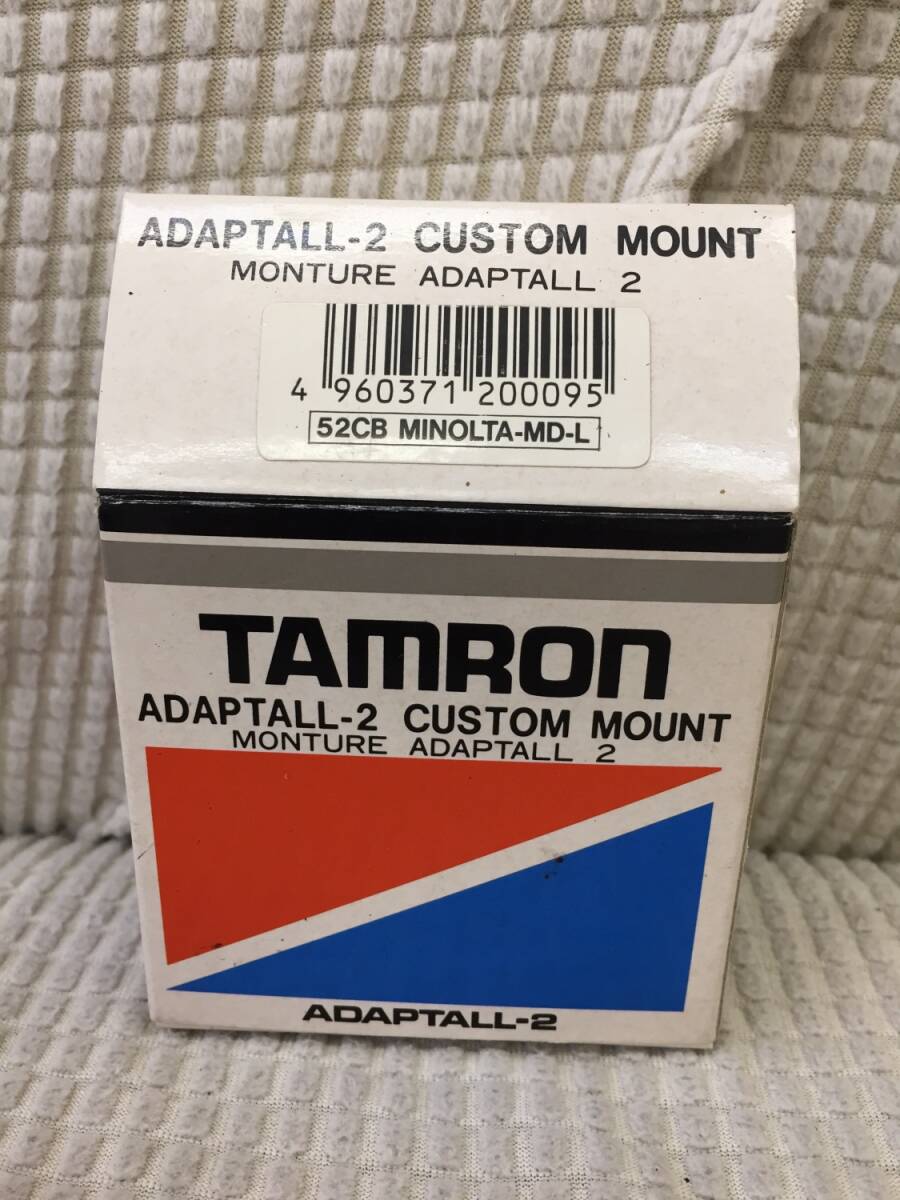 ADAPTALL-2 CUSTOM MOUNT
MONTURE ADAPTALL 2
4 960371 200095
52CB MINOLTA-MD-L
TAMRON
ADAPTALL-2 CUSTOM MOUNT
MONTURE ADAPTALL 2
ADAPTALL-2